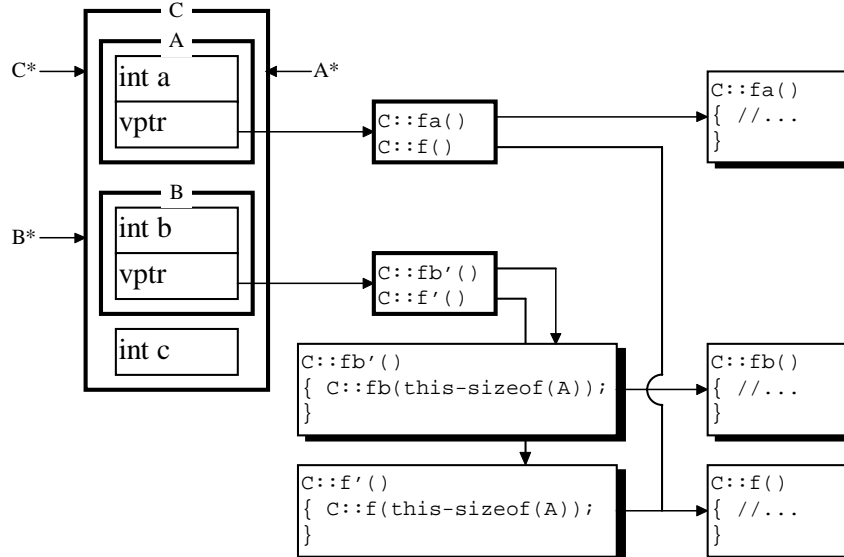 C
A
C*
A*
int a
vptr
C::fa()
C::f()
C::fa()
{ //...
}
B
B*
int b
vptr
C::fb’()
C::f’()
int c
C::fb’()
{ C::fb(this-sizeof(A));
}
C::fb()
{ //...
}
C::f’()
{ C::f(this-sizeof(A));
}
C::f()
{ //...
}